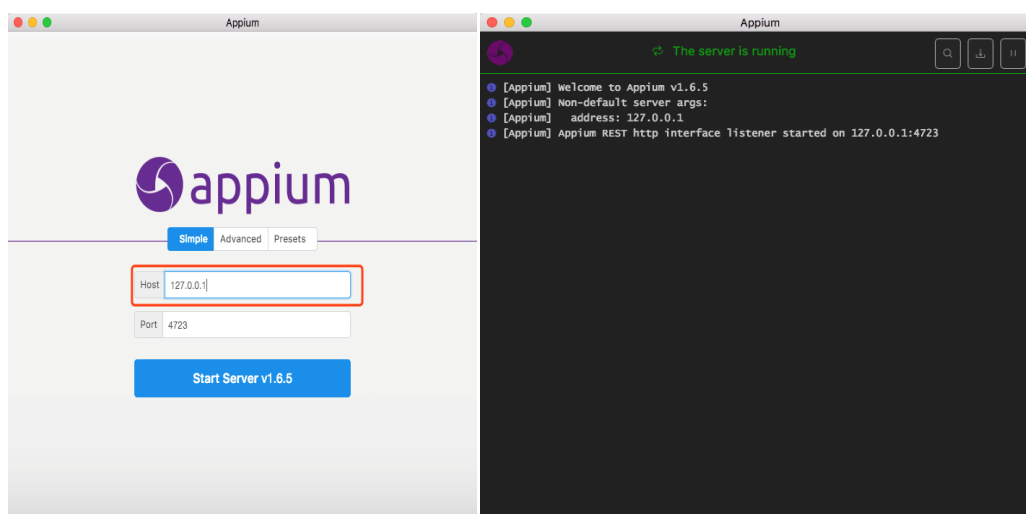 Appium
appium
Simple Advanced Presets
Host 127.0.0.1
Port 4723
Start Server v1.6.5
Appium
The server is running
[Appium] Welcome to Appium v1.6.5
[Appium] Non-default server args:
[Appium] address: 127.0.0.1
[Appium] Appium REST http interface listener started on 127.0.0.1:4723